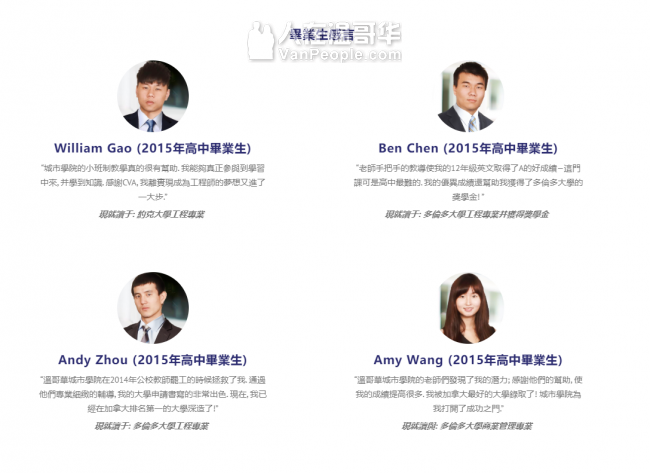 畢業生感言
人在温哥华
VanPeople.com
William Gao (2015年高中畢業生)
"城市學院的小班制教學真的很有幫助. 我能夠真正參與到學習
中來, 并學到知識. 感謝CVA, 我離實現成為工程師的夢想又進了
一大步."
現就讀于: 約克大學工程專業
Ben Chen (2015年高中畢業生)
"老師手把手的教導使我的12年級英文取得了A的好成績—這門
課可是高中最難的. 我的優異成績還幫助我獲得了多倫多大學的
獎學金! "
現就讀于: 多倫多大學工程專業并獲得獎學金
Andy Zhou (2015年高中畢業生)
"溫哥華城市學院在2014年公校教師罷工的時候拯救了我. 通過
他們專業細緻的輔導, 我的大學申請書寫的非常出色. 現在, 我已
經在加拿大排名第一的大學深造了!"
現就讀于: 多倫多大學工程專業
Amy Wang (2015年高中畢業生)
"溫哥華城市學院的老師們發現了我的潛力; 感謝他們的幫助, 使
我的成績提高很多. 我被加拿大最好的大學錄取了! 城市學院為
我打開了成功之門."
現就讀與: 多倫多大學商業管理專業